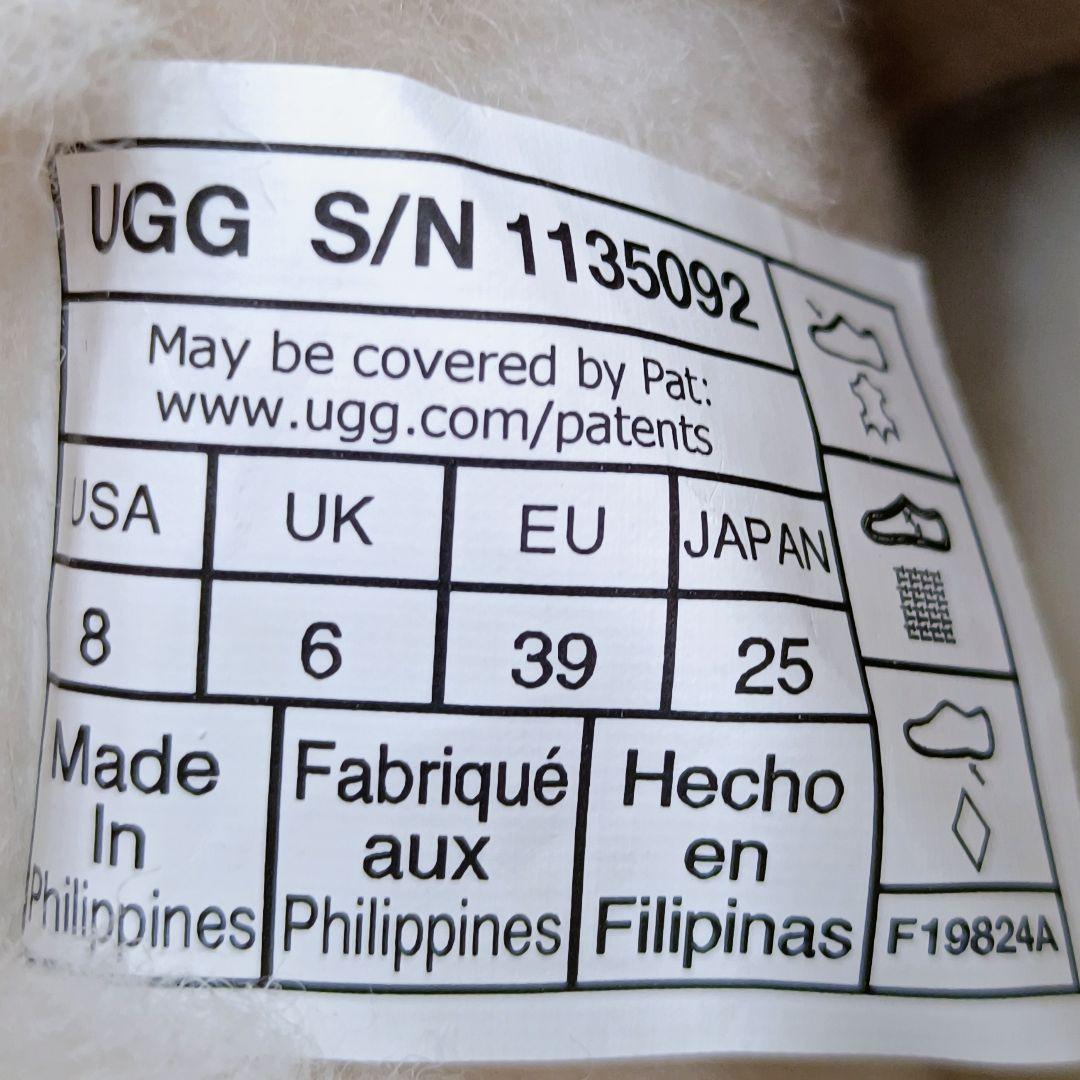 UGG S/N 1135092
May be covered by Pat:
www.ugg.com/patents
USA UK EU JAPAN
8 6 39 25
Made
In
Philippines
Fabriqué
aux
Philippines
Hecho
en
Filipinas
F19824A